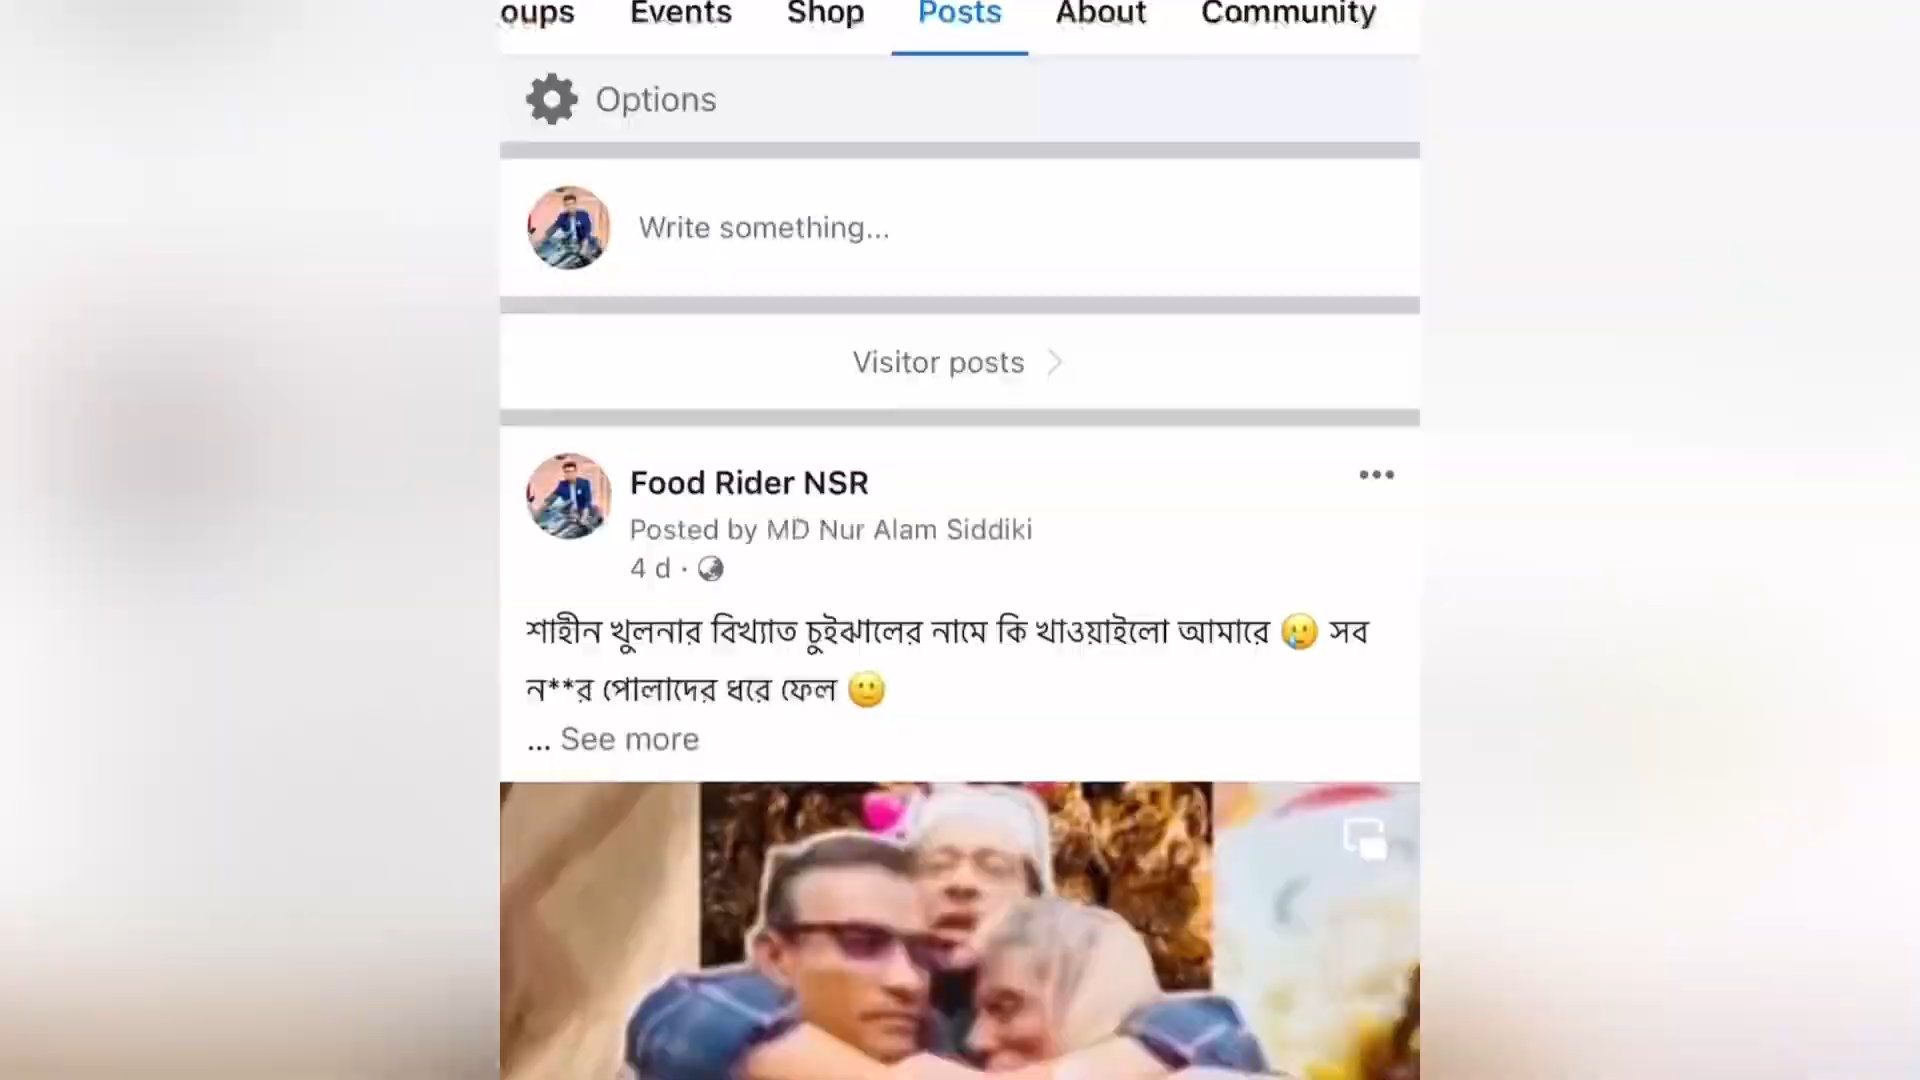 oups Events Shop Posts About Community
Options
Write something...
Visitor posts
Food Rider NSR
Posted by MD Nur Alam Siddiki
4 d ·
শাহীন খুলনার বিখ্যাত চুইঝালের নামে কি খাওয়াইলো আমারে 🥲 সব
ন**র পোলাদের ধরে ফেল 🙂
... See more